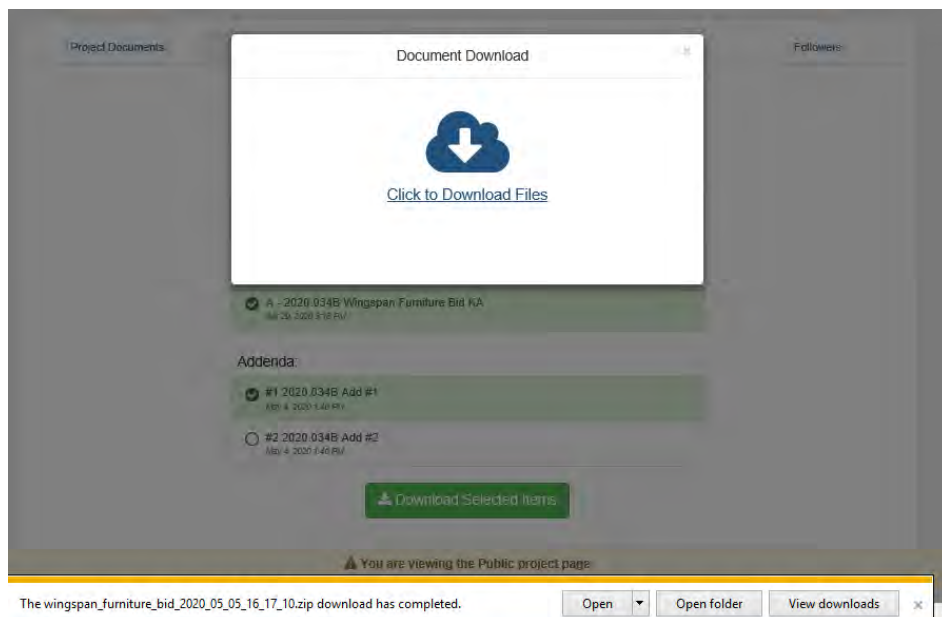 Project Documents
Document Download
×
Followers
Click to Download Files
A - 2020.034B Wingspan Furniture Bid KA
Addenda:
#1 2020.034B Add #1
May 4, 2020 1:40 PM
#2 2020.034B Add #2
May 4, 2020 1:40 PM
Download Selected Items
You are viewing the Public project page
The wingspan_furniture_bid_2020_05_05_16_17_10.zip download has completed.
Open
Open folder
View downloads
×